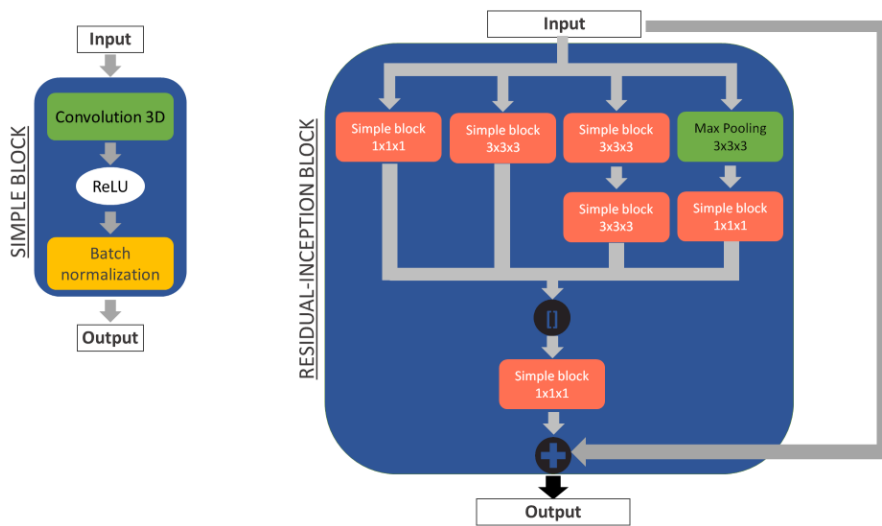 Input
SIMPLE BLOCK
Convolution 3D
ReLU
Batch
normalization
Output
Input
RESIDUAL-INCEPTION BLOCK
Simple block
1x1x1
Simple block
3x3x3
Simple block
3x3x3
Max Pooling
3x3x3
Simple block
3x3x3
Simple block
1x1x1
[]
Simple block
1x1x1
+
Output